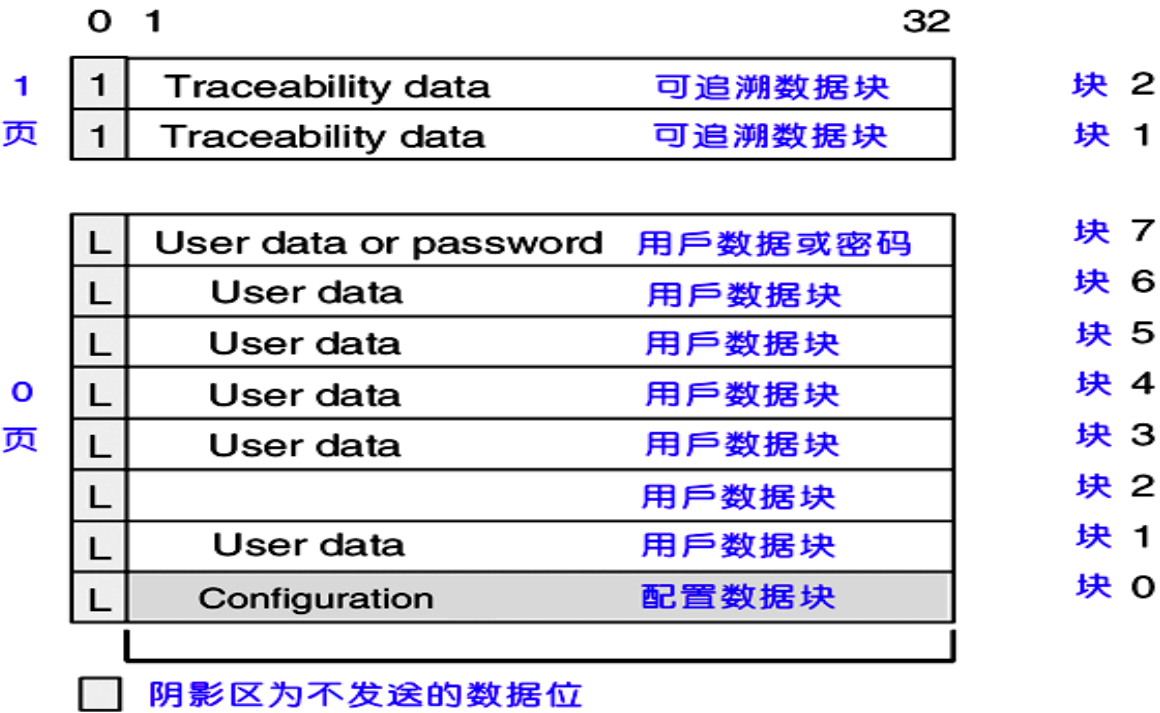 0 1 32
1 1 Traceability data 可追溯数据块 块 2
页 1 Traceability data 可追溯数据块 块 1
L User data or password 用戶数据或密码 块 7
L User data 用戶数据块 块 6
L User data 用戶数据块 块 5
0 L User data 用戶数据块 块 4
页 L User data 用戶数据块 块 3
L 用戶数据块 块 2
L User data 用戶数据块 块 1
L Configuration 配置数据块 块 0
阴影区为不发送的数据位